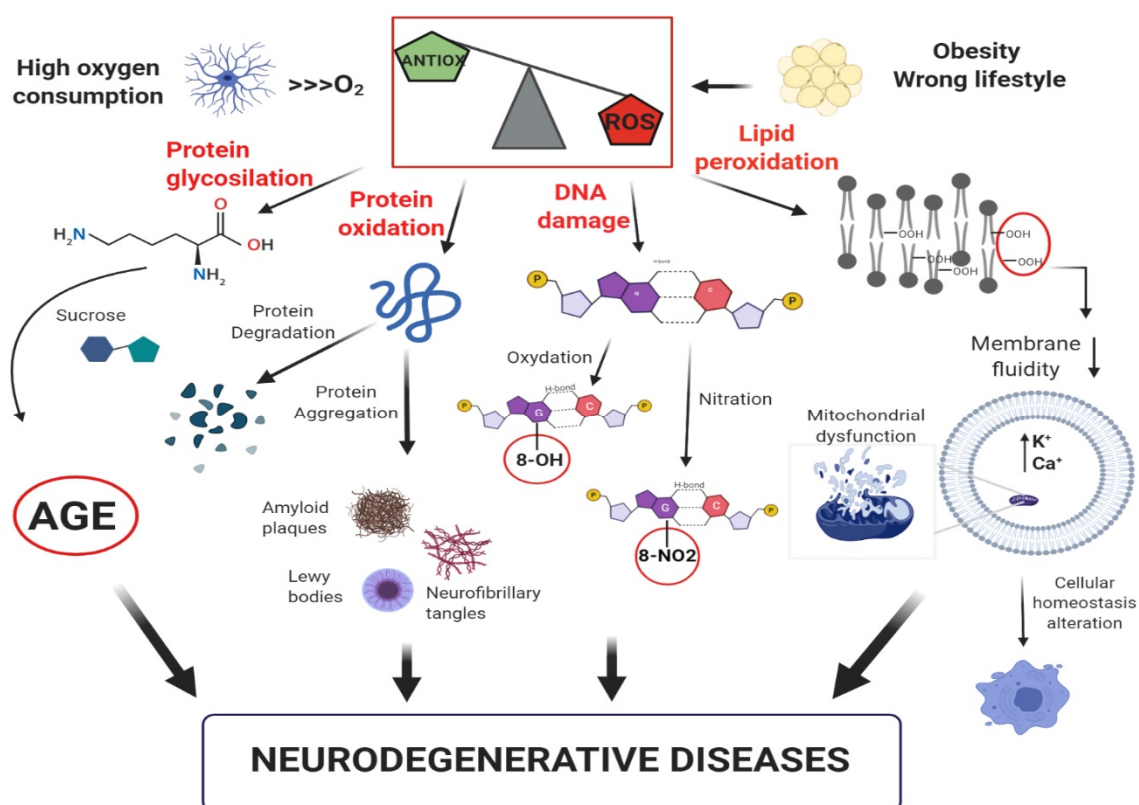 High oxygen
consumption
>>>O₂
ANTIOX
ROS
Obesity
Wrong lifestyle
Protein
glycosilation
Protein
oxidation
DNA
damage
Lipid
peroxidation
H₂N
O
OH
NH₂
Sucrose
Protein
Degradation
Protein
Aggregation
AGE
Amyloid
plaques
Lewy
bodies
Neurofibrillary
tangles
P
H-bond
G
C
P
Oxydation
P
H-bond
G
C
P
8-OH
Nitration
P
H-bond
G
C
P
8-NO2
OOH
OOH
OOH
OOH
OOH
Membrane
fluidity
Mitochondrial
dysfunction
K⁺
Ca⁺
Cellular
homeostasis
alteration
NEURODEGENERATIVE DISEASES